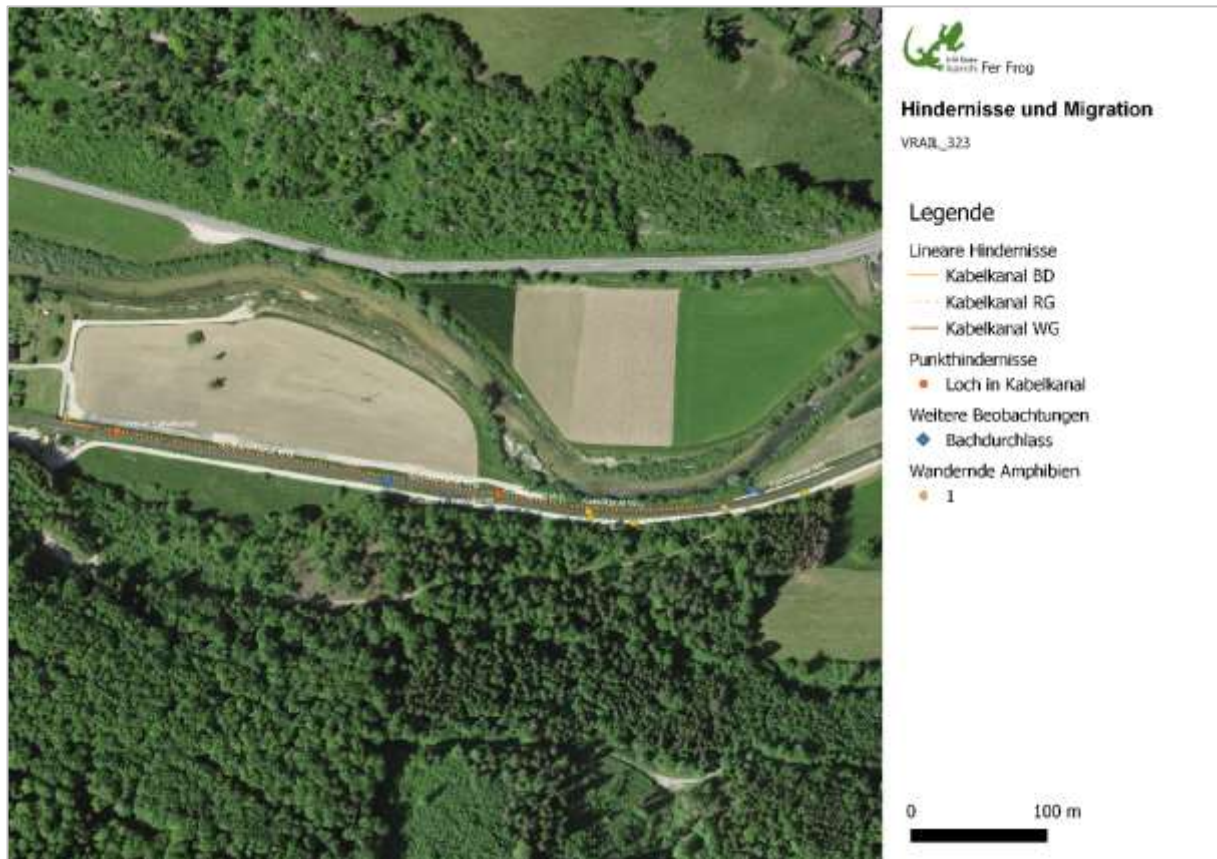 Fer Frog
Hindernisse und Migration
VRAIL_323
Legende
Lineare Hindernisse
Kabelkanal BD
Kabelkanal RG
Kabelkanal WG
Punkthindernisse
Loch in Kabelkanal
Weitere Beobachtungen
Bachdurchlass
Wandernde Amphibien
1
0 100 m